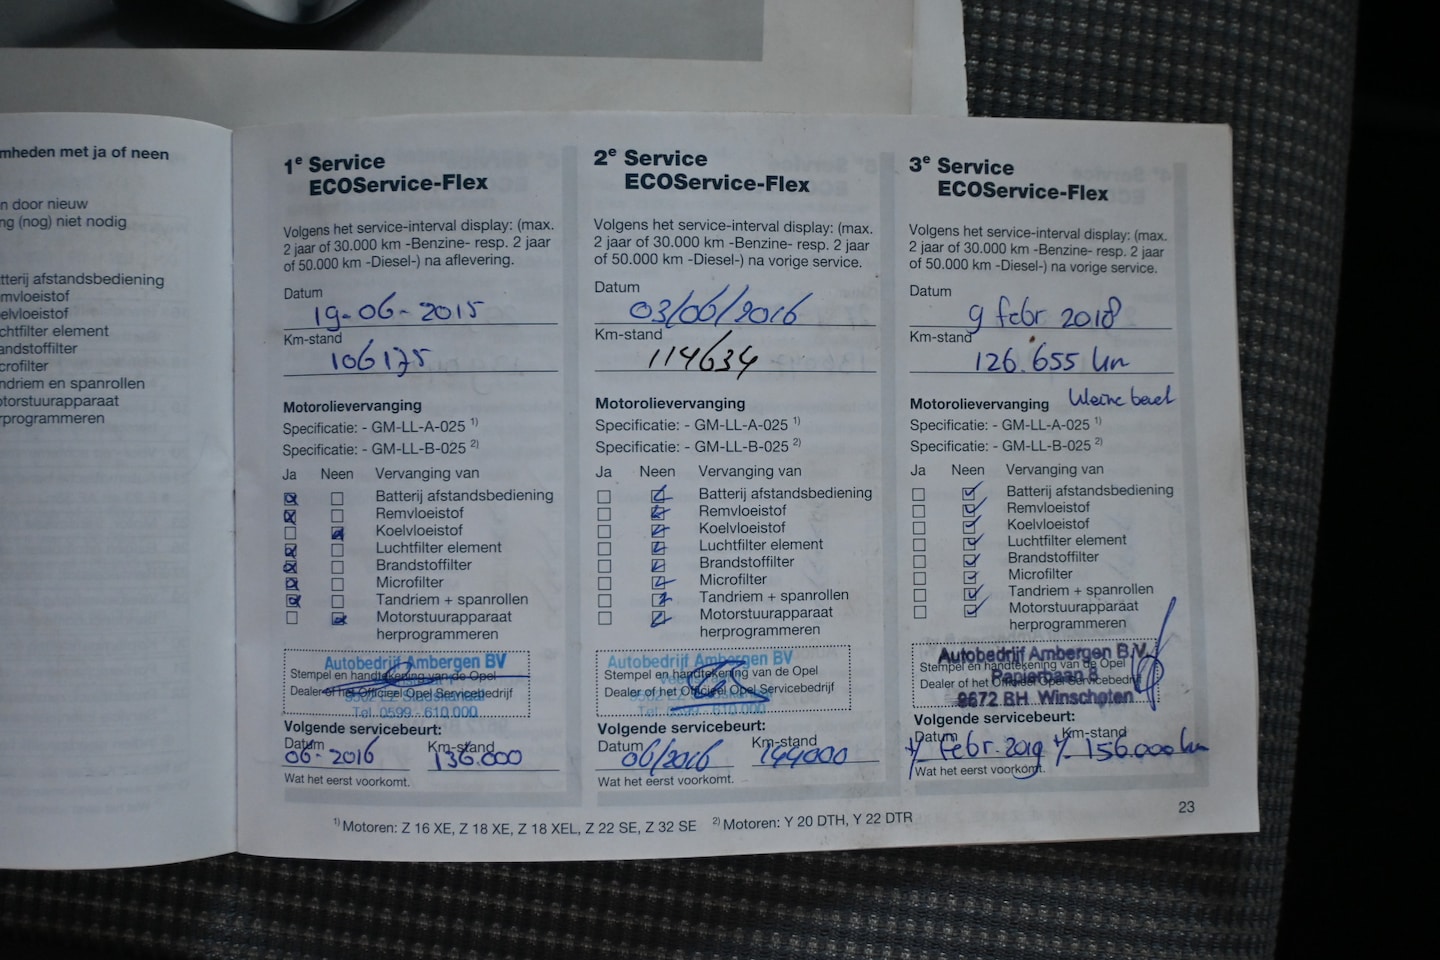 mheden met ja of neen
n door nieuw
ng (nog) niet nodig
tterij afstandsbediening
mvloeistof
elvloeistof
chtfilter element
andstoffilter
crofilter
ndriem en spanrollen
otorstuurapparaat
rprogrammeren
1e Service
ECOService-Flex
Volgens het service-interval display: (max.
2 jaar of 30.000 km -Benzine- resp. 2 jaar
of 50.000 km -Diesel-) na aflevering.
Datum
19-06-2015
Km-stand
106175
Motorolievervanging
Specificatie: - GM-LL-A-025 1)
Specificatie: - GM-LL-B-025 2)
Ja Neen Vervanging van
Batterij afstandsbediening
Remvloeistof
Koelvloeistof
Luchtfilter element
Brandstoffilter
Microfilter
Tandriem + spanrollen
Motorstuurapparaat
herprogrammeren
Autobedrijf Ambergen BV
Stempel en handtekening van de Opel
Dealer of het Officieel Opel Servicebedrijf
Tel. 0599 - 610.000
Volgende servicebeurt:
Datum Km-stand
06-2016 136.000
Wat het eerst voorkomt.
2e Service
ECOService-Flex
Volgens het service-interval display: (max.
2 jaar of 30.000 km -Benzine- resp. 2 jaar
of 50.000 km -Diesel-) na vorige service.
Datum
03/06/2016
Km-stand
114634
Motorolievervanging
Specificatie: - GM-LL-A-025 1)
Specificatie: - GM-LL-B-025 2)
Ja Neen Vervanging van
Batterij afstandsbediening
Remvloeistof
Koelvloeistof
Luchtfilter element
Brandstoffilter
Microfilter
Tandriem + spanrollen
Motorstuurapparaat
herprogrammeren
Autobedrijf Ambergen BV
Stempel en handtekening van de Opel
Dealer of het Officieel Opel Servicebedrijf
Tel. 0599 - 610.000
Volgende servicebeurt:
Datum Km-stand
06/2016 144000
Wat het eerst voorkomt.
3e Service
ECOService-Flex
Volgens het service-interval display: (max.
2 jaar of 30.000 km -Benzine- resp. 2 jaar
of 50.000 km -Diesel-) na vorige service.
Datum
9 febr 2018
Km-stand
126.655 km
Kleine beurt
Motorolievervanging
Specificatie: - GM-LL-A-025 1)
Specificatie: - GM-LL-B-025 2)
Ja Neen Vervanging van
Batterij afstandsbediening
Remvloeistof
Koelvloeistof
Luchtfilter element
Brandstoffilter
Microfilter
Tandriem + spanrollen
Motorstuurapparaat
herprogrammeren
Autobedrijf Ambergen B.V.
Stempel en handtekening van de Opel
Papierbaan 8
Dealer of het Officieel Opel Servicebedrijf
9672 BH Winschoten
Volgende servicebeurt:
Datum Km-stand
febr. 2019 156.000 km
Wat het eerst voorkomt.
1) Motoren: Z 16 XE, Z 18 XE, Z 18 XEL, Z 22 SE, Z 32 SE 2) Motoren: Y 20 DTH, Y 22 DTR
23